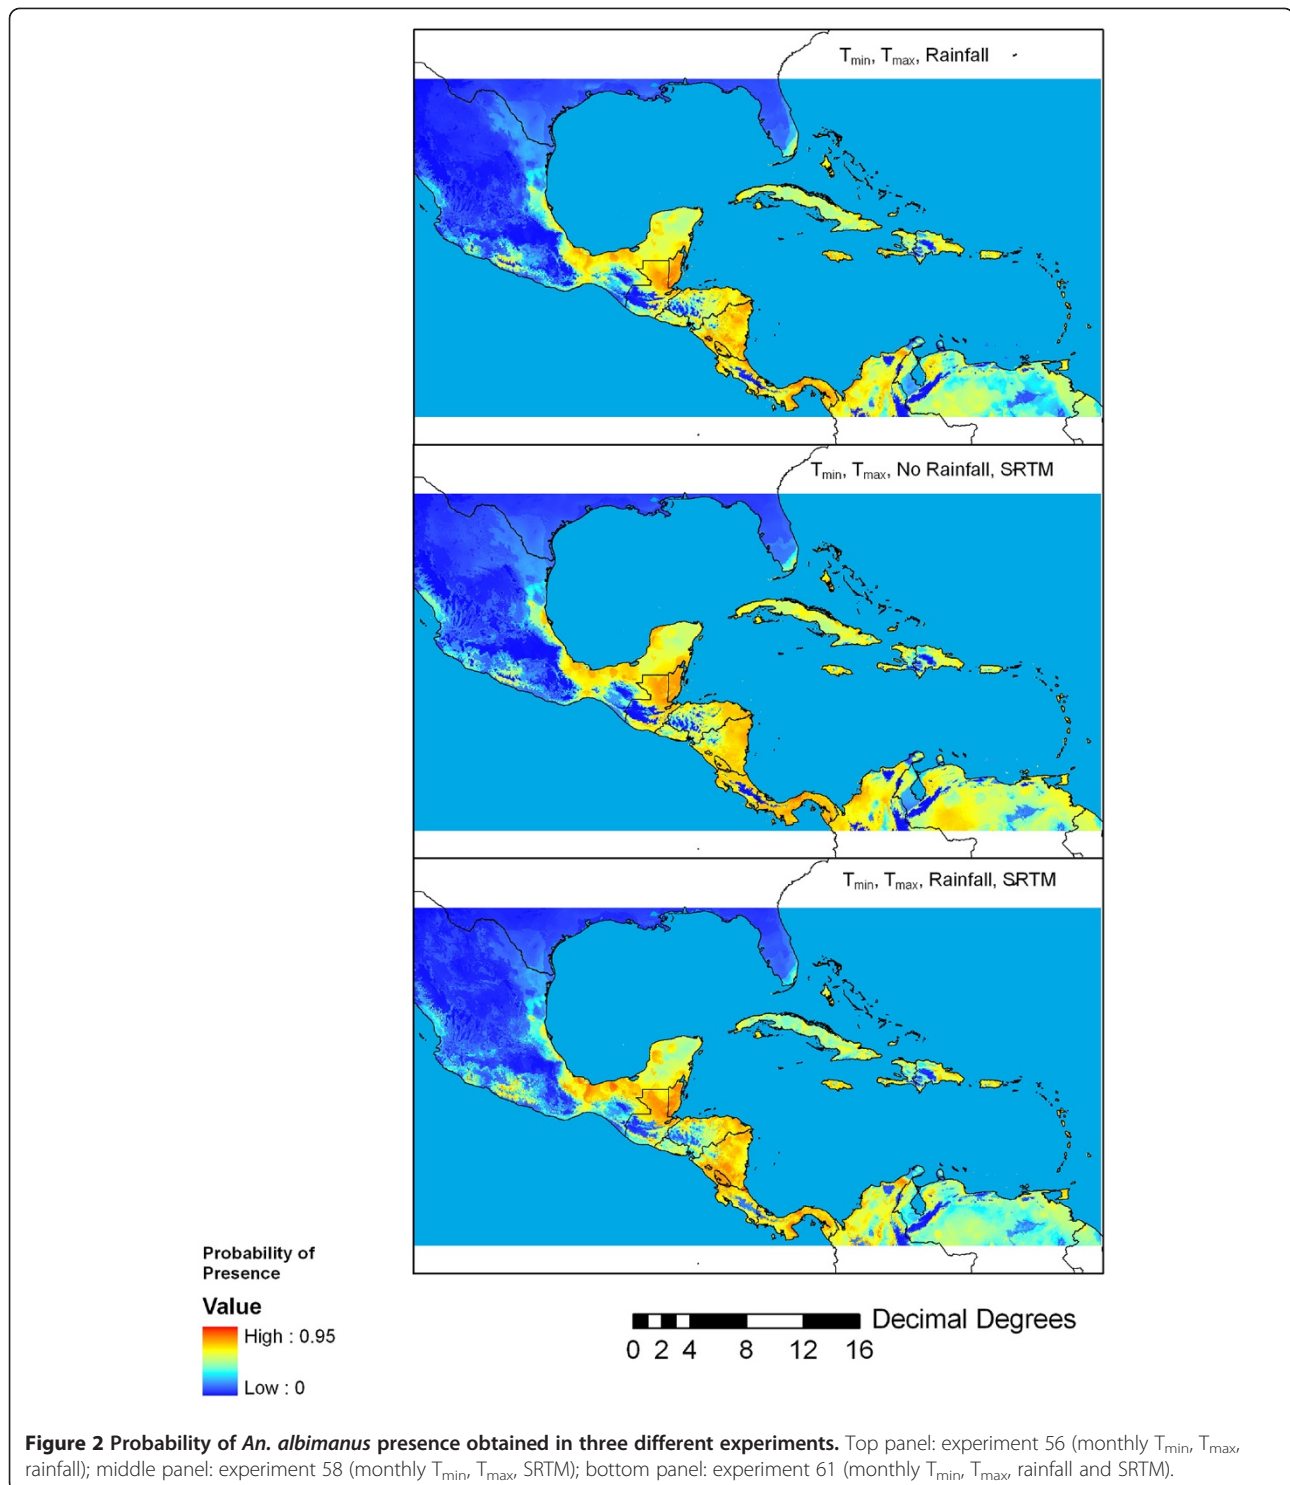 Tmin, Tmax, Rainfall
Tmin, Tmax, No Rainfall, SRTM
Tmin, Tmax, Rainfall, SRTM
Probability of
Presence
Value
High : 0.95
Low : 0
Decimal Degrees
0 2 4 8 12 16
Figure 2 Probability of An. albimanus presence obtained in three different experiments. Top panel: experiment 56 (monthly Tmin, Tmax,
rainfall); middle panel: experiment 58 (monthly Tmin, Tmax, SRTM); bottom panel: experiment 61 (monthly Tmin, Tmax, rainfall and SRTM).